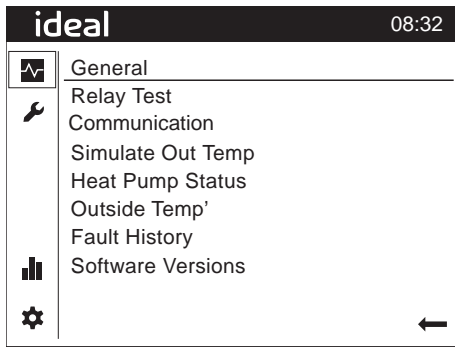 ideal 08:32
General
Relay Test
Communication
Simulate Out Temp
Heat Pump Status
Outside Temp'
Fault History
Software Versions